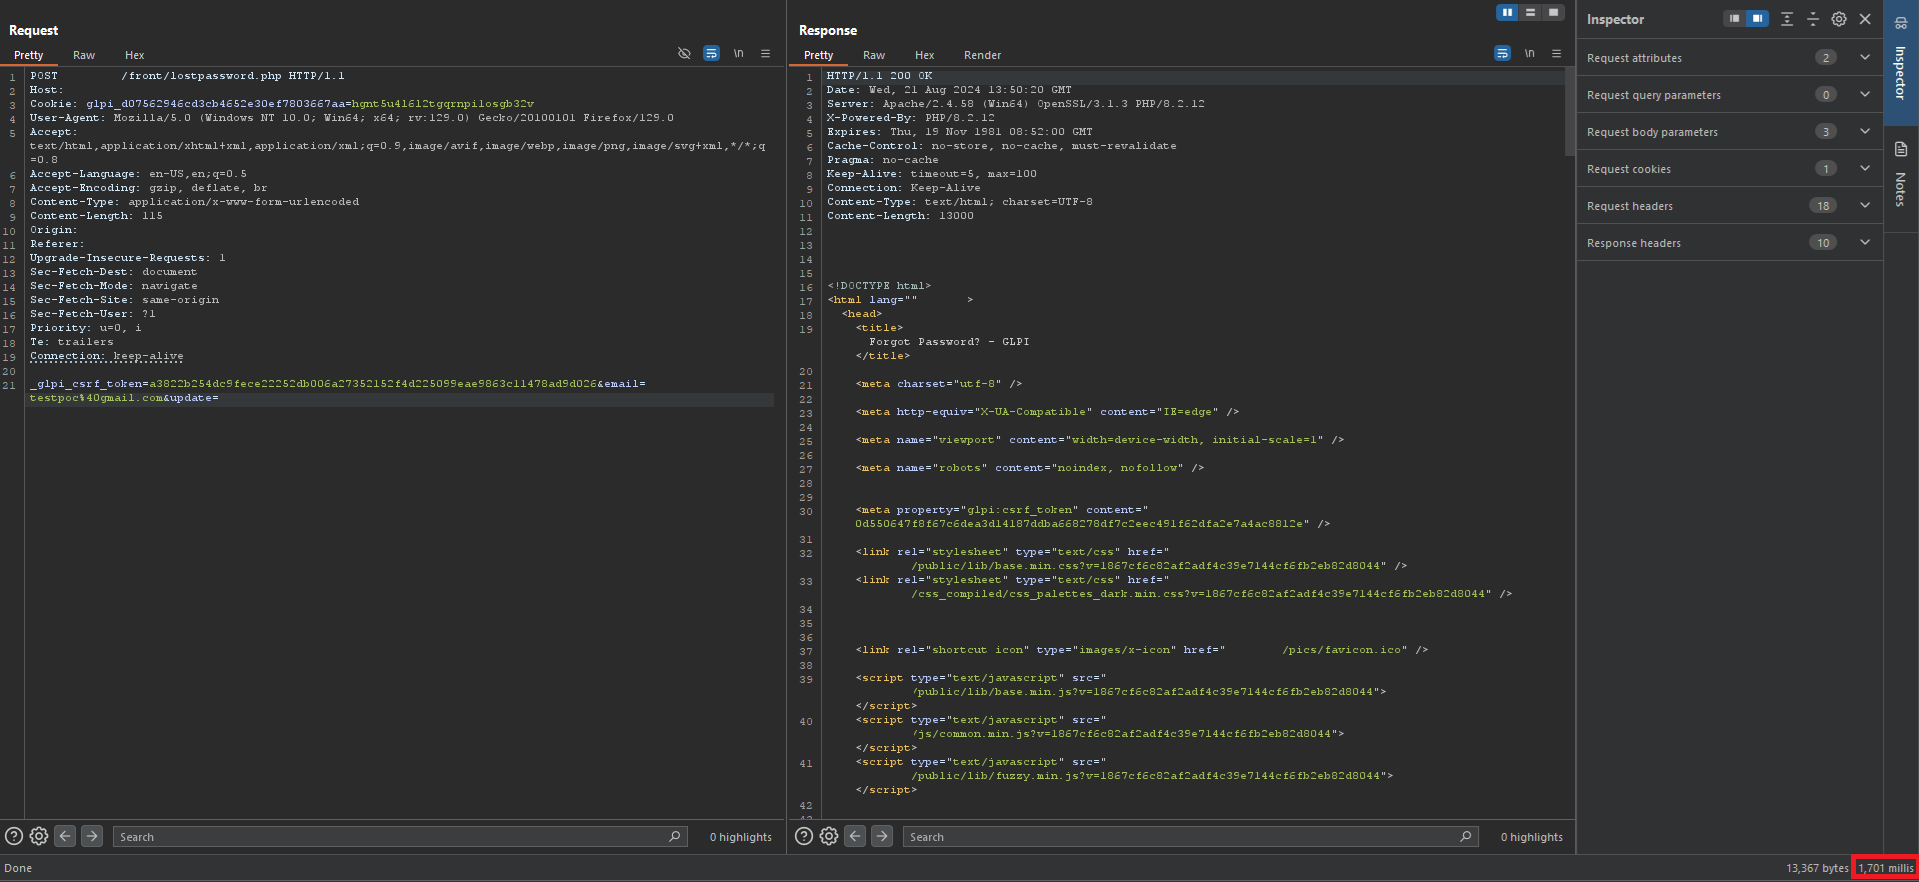 Request
Pretty Raw Hex \n
1 POST /front/lostpassword.php HTTP/1.1
2 Host:
3 Cookie: glpi_d07562946cd3cb4652e30ef7803667aa=hgnt5u41612tgqrnpilosgb32v
4 User-Agent: Mozilla/5.0 (Windows NT 10.0; Win64; x64; rv:129.0) Gecko/20100101 Firefox/129.0
5 Accept:
text/html,application/xhtml+xml,application/xml;q=0.9,image/avif,image/webp,image/png,image/svg+xml,*/*;q
=0.8
6 Accept-Language: en-US,en;q=0.5
7 Accept-Encoding: gzip, deflate, br
8 Content-Type: application/x-www-form-urlencoded
9 Content-Length: 115
10 Origin:
11 Referer:
12 Upgrade-Insecure-Requests: 1
13 Sec-Fetch-Dest: document
14 Sec-Fetch-Mode: navigate
15 Sec-Fetch-Site: same-origin
16 Sec-Fetch-User: ?1
17 Priority: u=0, i
18 Te: trailers
19 Connection: keep-alive
20
21 _glpi_csrf_token=a3822b254dc9fece22252db006a27352152f4d225099eae9863c11478ad9d026&email=
testpoc%40gmail.com&update=
Search
0 highlights
Response
Pretty Raw Hex Render \n
1 HTTP/1.1 200 OK
2 Date: Wed, 21 Aug 2024 13:50:20 GMT
3 Server: Apache/2.4.58 (Win64) OpenSSL/3.1.3 PHP/8.2.12
4 X-Powered-By: PHP/8.2.12
5 Expires: Thu, 19 Nov 1981 08:52:00 GMT
6 Cache-Control: no-store, no-cache, must-revalidate
7 Pragma: no-cache
8 Keep-Alive: timeout=5, max=100
9 Connection: Keep-Alive
10 Content-Type: text/html; charset=UTF-8
11 Content-Length: 13000
12
13
14
15
16 <!DOCTYPE html>
17 <html lang="" >
18 <head>
19 <title>
Forgot Password? - GLPI
</title>
20
21 <meta charset="utf-8" />
22
23 <meta http-equiv="X-UA-Compatible" content="IE=edge" />
24
25 <meta name="viewport" content="width=device-width, initial-scale=1" />
26
27 <meta name="robots" content="noindex, nofollow" />
28
29
30 <meta property="glpi:csrf_token" content="
0d550647f8f67c6dea3d14187ddba668278df7c2eec491f62dfa2e7a4ac8812e" />
31
32 <link rel="stylesheet" type="text/css" href="
/public/lib/base.min.css?v=1867cf6c82af2adf4c39e7144cf6fb2eb82d8044" />
33 <link rel="stylesheet" type="text/css" href="
/css_compiled/css_palettes_dark.min.css?v=1867cf6c82af2adf4c39e7144cf6fb2eb82d8044" />
34
35
36
37 <link rel="shortcut icon" type="images/x-icon" href=" /pics/favicon.ico" />
38
39 <script type="text/javascript" src="
/public/lib/base.min.js?v=1867cf6c82af2adf4c39e7144cf6fb2eb82d8044">
</script>
40 <script type="text/javascript" src="
/js/common.min.js?v=1867cf6c82af2adf4c39e7144cf6fb2eb82d8044">
</script>
41 <script type="text/javascript" src="
/public/lib/fuzzy.min.js?v=1867cf6c82af2adf4c39e7144cf6fb2eb82d8044">
</script>
42
Search
0 highlights
Inspector
Request attributes 2
Request query parameters 0
Request body parameters 3
Request cookies 1
Request headers 18
Response headers 10
Inspector
Notes
Done
13,367 bytes
1,701 millis